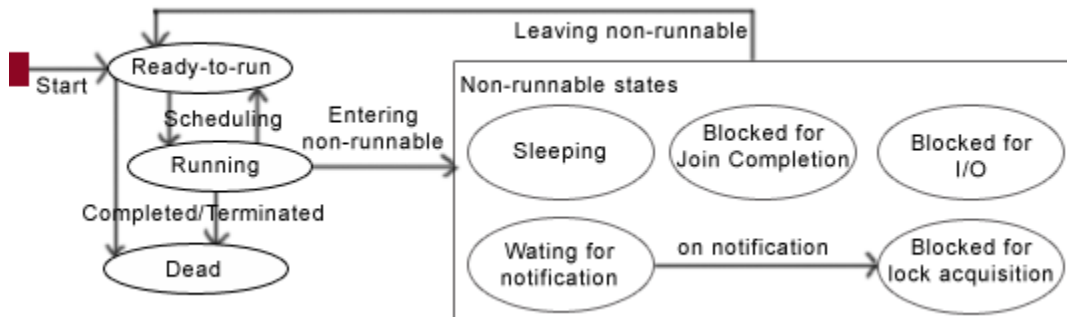 Leaving non-runnable
Ready-to-run
Start
Non-runnable states
Scheduling
Entering
non-runnable
Running
Sleeping
Blocked for
Join Completion
Blocked for
I/O
Completed/Terminated
Dead
Wating for
notification
on notification
Blocked for
lock acquisition